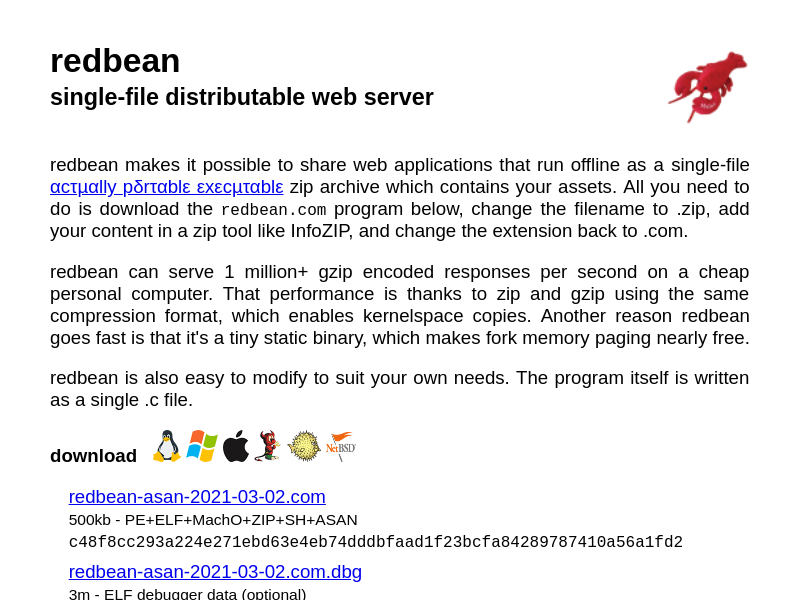 redbean
single-file distributable web server
redbean makes it possible to share web applications that run offline as a single-file
αcτµαlly pδrταblε εxεcµταblε zip archive which contains your assets. All you need to
do is download the redbean.com program below, change the filename to .zip, add
your content in a zip tool like InfoZIP, and change the extension back to .com.
redbean can serve 1 million+ gzip encoded responses per second on a cheap
personal computer. That performance is thanks to zip and gzip using the same
compression format, which enables kernelspace copies. Another reason redbean
goes fast is that it's a tiny static binary, which makes fork memory paging nearly free.
redbean is also easy to modify to suit your own needs. The program itself is written
as a single .c file.
download
NetBSD
redbean-asan-2021-03-02.com
500kb - PE+ELF+MachO+ZIP+SH+ASAN
c48f8cc293a224e271ebd63e4eb74dddbfaad1f23bcfa84289787410a56a1fd2
redbean-asan-2021-03-02.com.dbg
3m - ELF debugger data (optional)